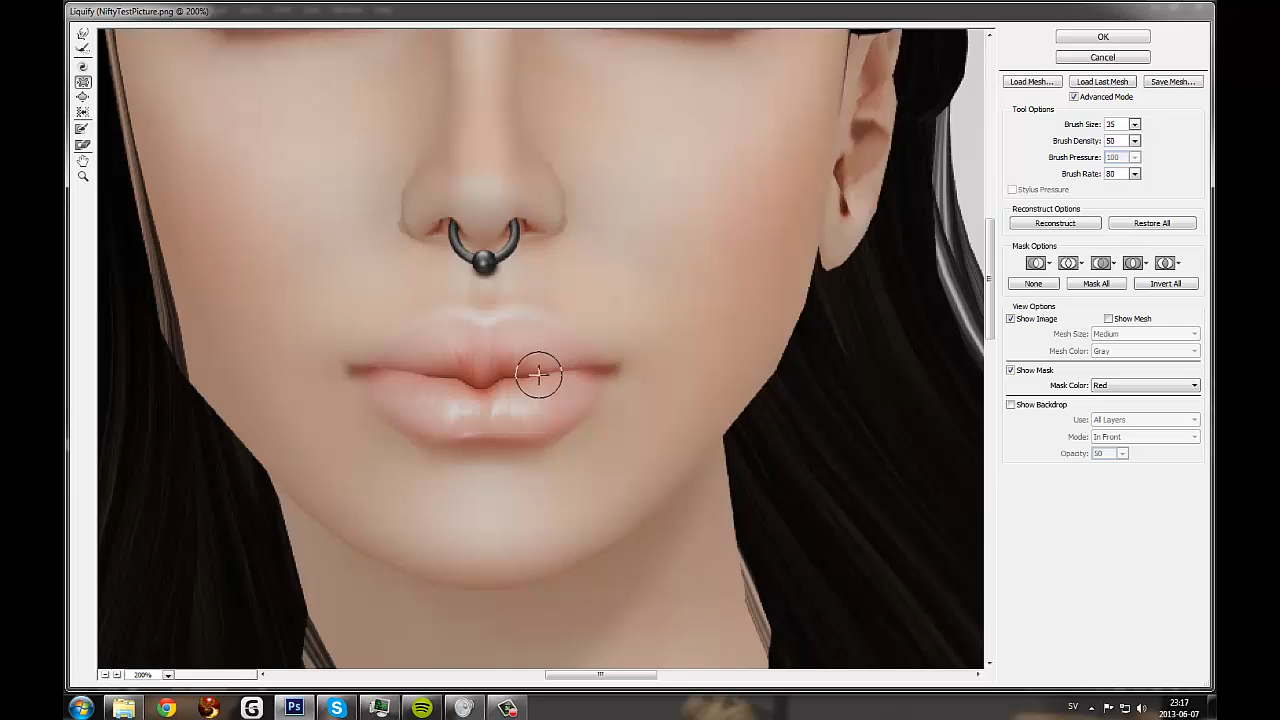 Liquify (NiftyTestPicture.png @ 200%)
OK
Cancel
Load Mesh...
Load Last Mesh
Save Mesh...
Advanced Mode
Tool Options
Brush Size: 35
Brush Density: 50
Brush Pressure: 100
Brush Rate: 80
Stylus Pressure
Reconstruct Options
Reconstruct
Restore All
Mask Options
None
Mask All
Invert All
View Options
Show Image
Show Mesh
Mesh Size: Medium
Mesh Color: Gray
Show Mask
Mask Color: Red
Show Backdrop
Use: All Layers
Mode: In Front
Opacity: 50
200%
Ps
SV
23:17
2013-06-07